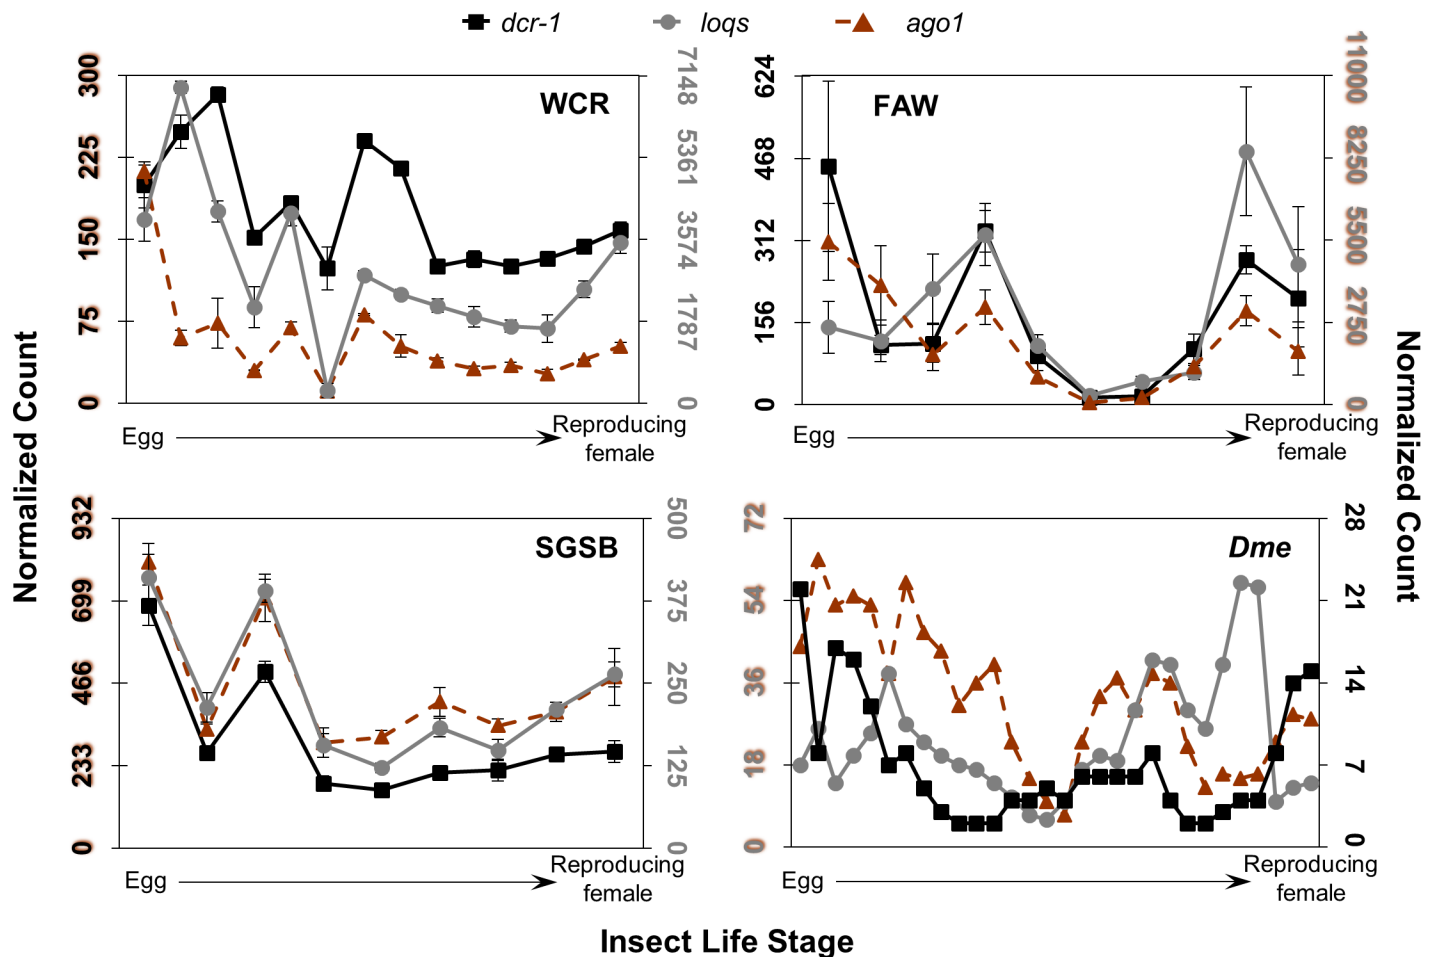 dcr-1 loqs ago1
WCR
300
225
150
75
0
7148
5361
3574
1787
0
Egg
Reproducing
female
FAW
624
468
312
156
0
11000
8250
5500
2750
0
Egg
Reproducing
female
Normalized Count
Normalized Count
SGSB
932
699
466
233
0
500
375
250
125
0
Egg
Reproducing
female
Dme
72
54
36
18
0
28
21
14
7
0
Egg
Reproducing
female
Insect Life Stage